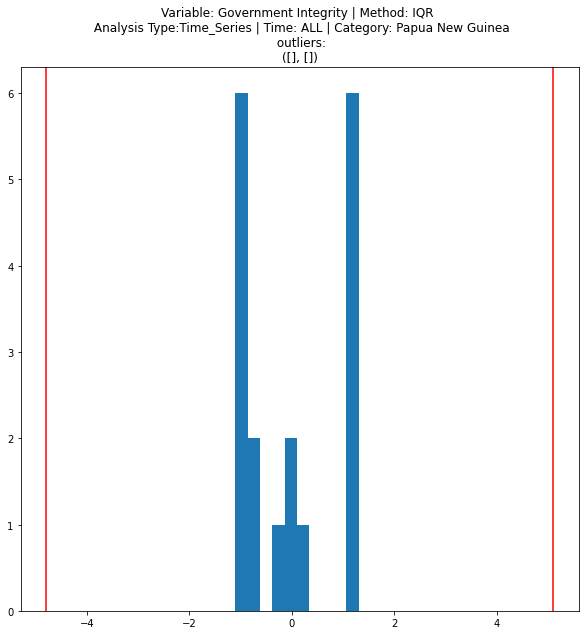 Variable: Government Integrity | Method: IQR
Analysis Type:Time_Series | Time: ALL | Category: Papua New Guinea
outliers:
([], [])
6
5
4
3
2
1
0
−4 −2 0 2 4